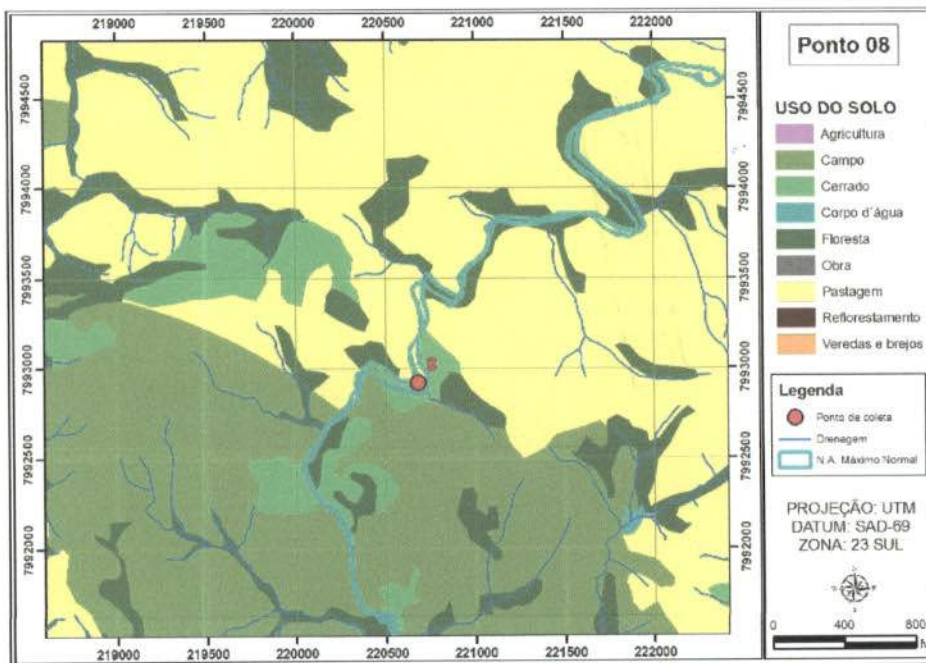 219000 219500 220000 220500 221000 221500 222000
7994500
7994000
7993500
7993000
7992500
7992000
7994500
7994000
7993500
7993000
7992500
7992000
8
219000 219500 220000 220500 221000 221500 222000
Ponto 08
USO DO SOLO
Agricultura
Campo
Cerrado
Corpo d´água
Floresta
Obra
Pastagem
Reflorestamento
Veredas e brejos
Legenda
Ponto de coleta
Drenagem
N.A. Máximo Normal
PROJEÇÃO: UTM
DATUM: SAD-69
ZONA: 23 SUL
0 400 800
M